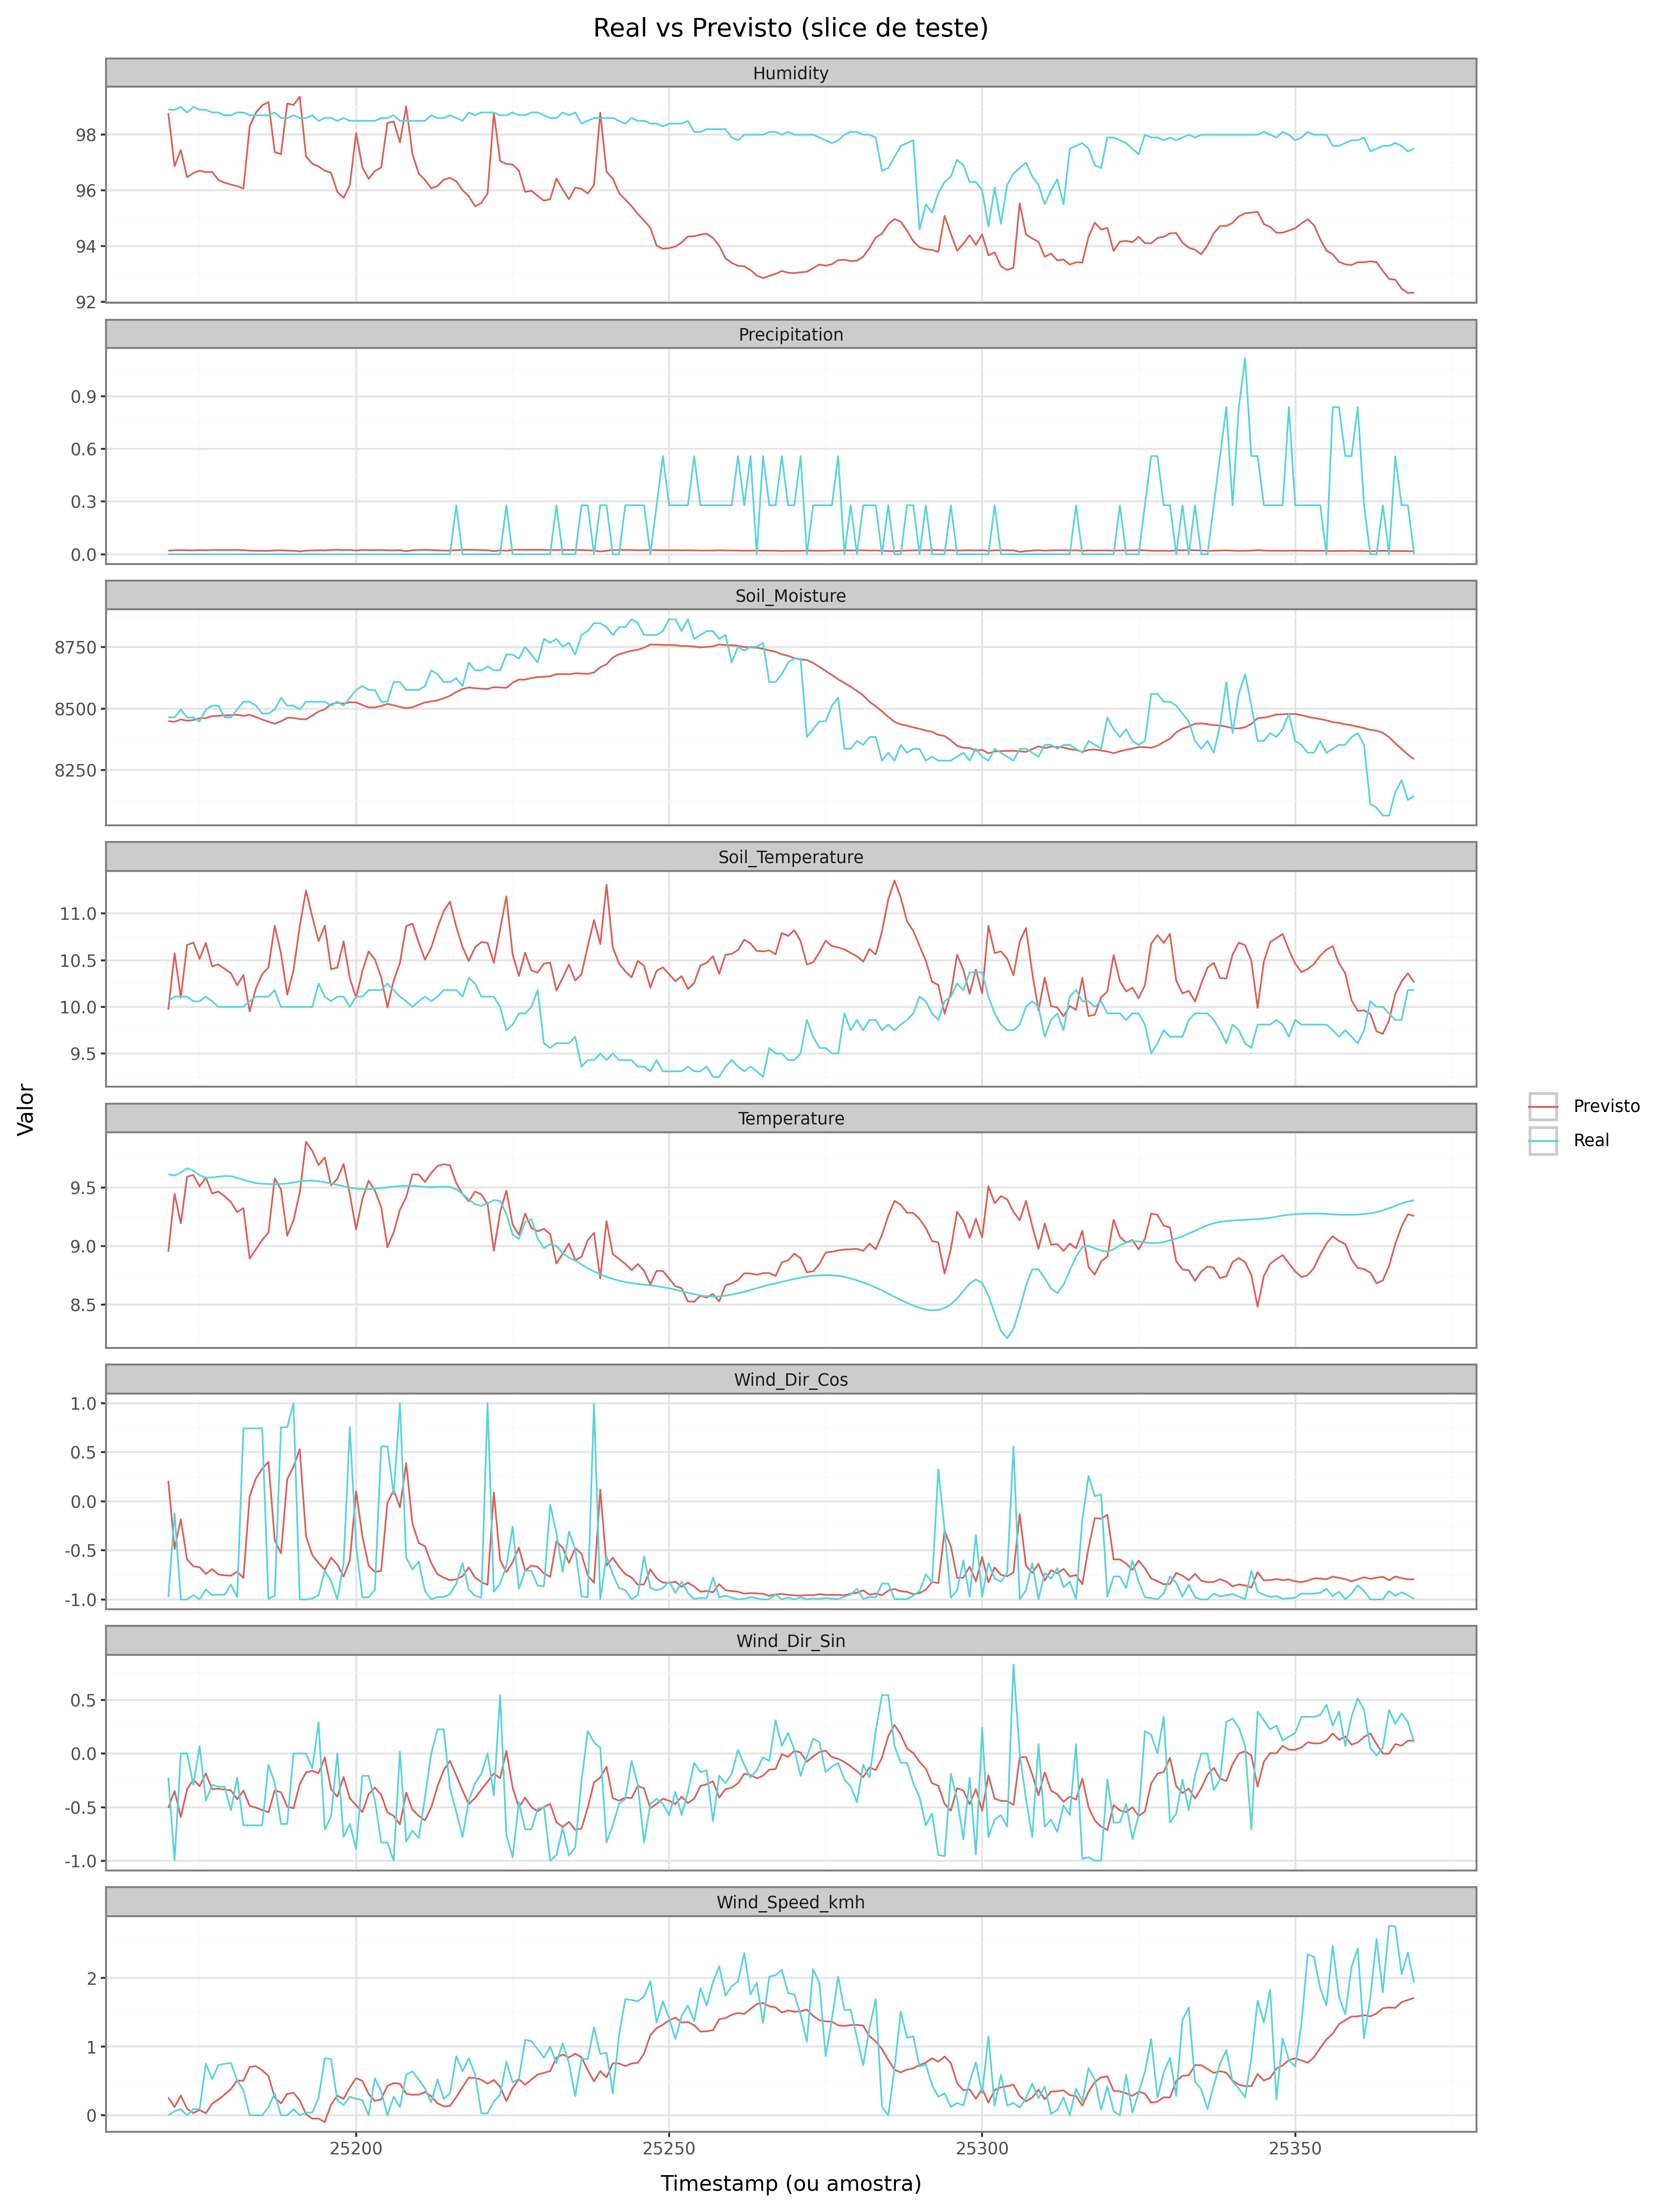 Real vs Previsto (slice de teste)
Humidity
98
96
94
92
Precipitation
0.9
0.6
0.3
0.0
Soil_Moisture
8750
8500
8250
Soil_Temperature
11.0
10.5
10.0
9.5
Temperature
9.5
9.0
8.5
Wind_Dir_Cos
1.0
0.5
0.0
-0.5
-1.0
Wind_Dir_Sin
0.5
0.0
-0.5
-1.0
Wind_Speed_kmh
2
1
0
25200 25250 25300 25350
Timestamp (ou amostra)
Valor
Previsto
Real